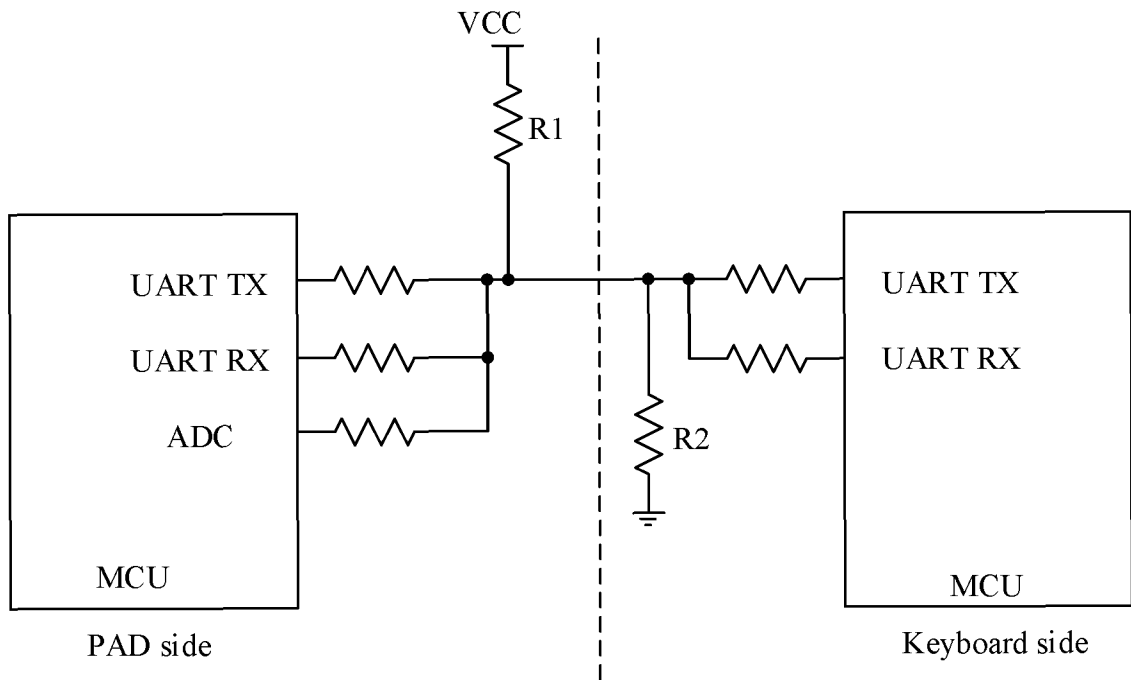 VCC
R1
UART TX
UART TX
UART RX
UART RX
ADC
R2
MCU
MCU
PAD side
Keyboard side